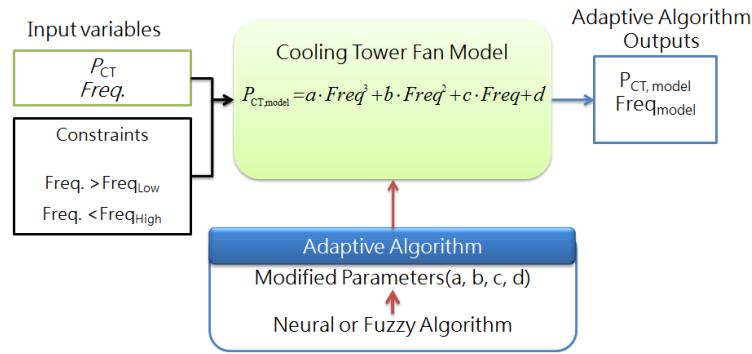 Input variables
P_CT
Freq.
Constraints
Freq. >Freq_Low
Freq. <Freq_High
Cooling Tower Fan Model
P_CT,model =a· Freq³ +b· Freq² +c· Freq+d
Adaptive Algorithm
Outputs
P_CT, model
Freq_model
Adaptive Algorithm
Modified Parameters(a, b, c, d)
Neural or Fuzzy Algorithm